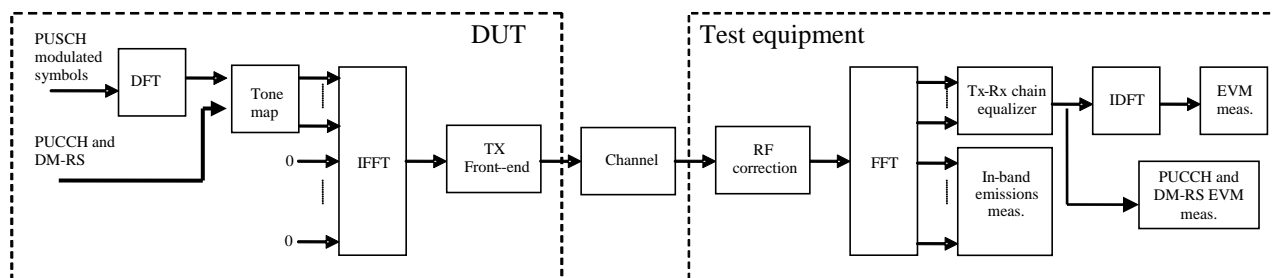 DUT
Test equipment
PUSCH
modulated
symbols
DFT
Tone
map
PUCCH and
DM-RS
0
0
IFFT
TX
Front-end
Channel
RF
correction
FFT
Tx-Rx chain
equalizer
In-band
emissions
meas.
IDFT
EVM
meas.
PUCCH and
DM-RS EVM
meas.